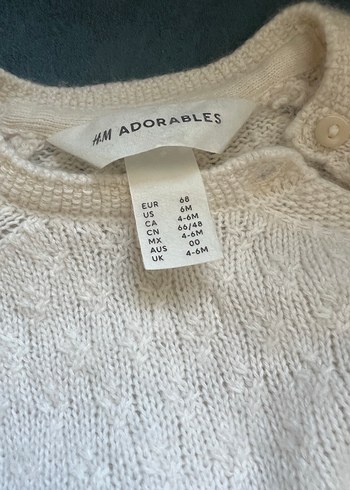 H&M ADORABLES
EUR 68
US 6M
CA 4-6M
CN 66/48
MX 4-6M
AUS 00
UK 4-6M